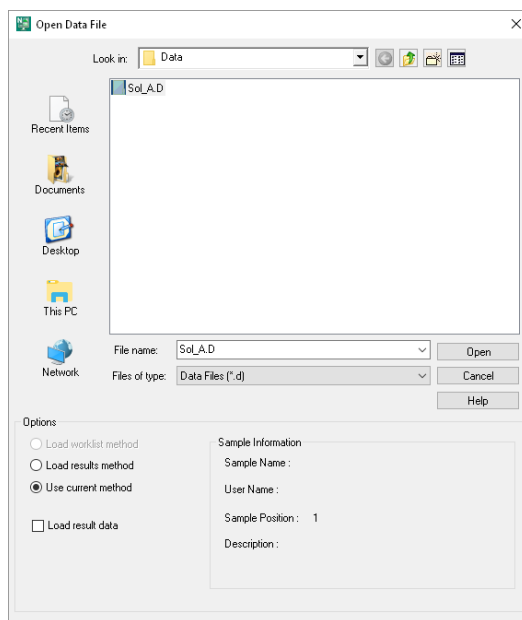 Open Data File
Look in: Data
Sol_A.D
Recent Items
Documents
Desktop
This PC
Network
File name: Sol_A.D Open
Files of type: Data Files (*.d) Cancel
Help
Options
Load worklist method
Load results method
Use current method
Load result data
Sample Information
Sample Name :
User Name :
Sample Position : 1
Description :